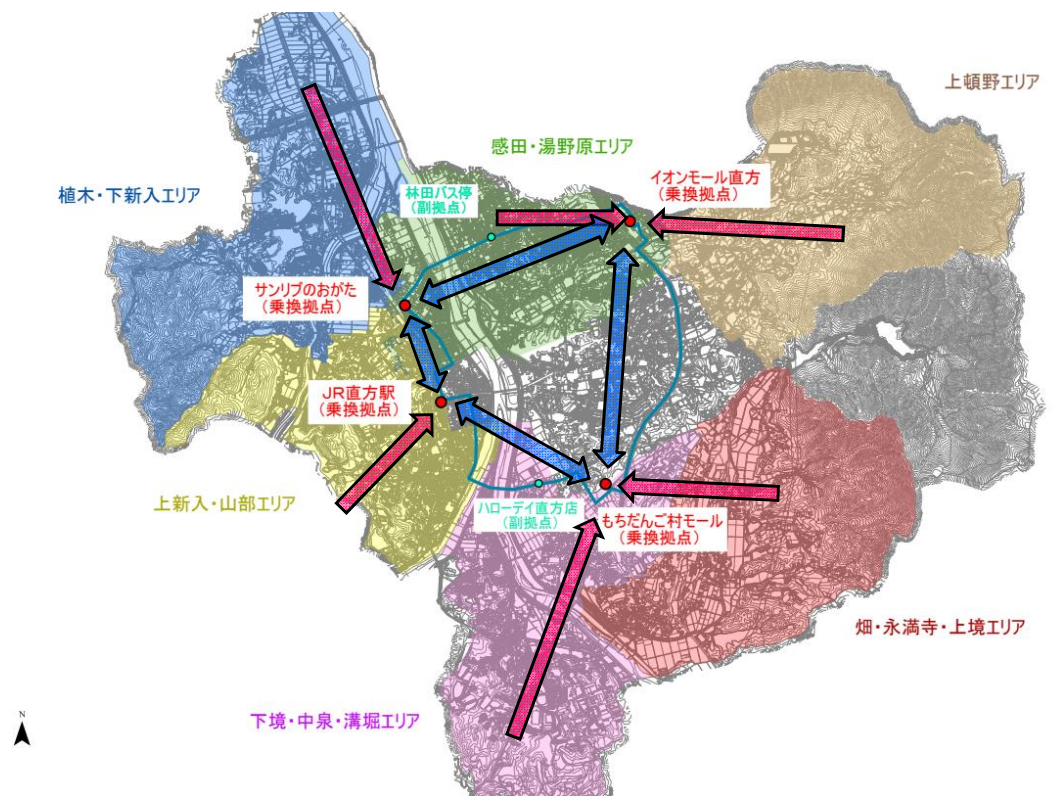 上頓野エリア
感田・湯野原エリア
イオンモール直方
(乗換拠点)
植木・下新入エリア
林田バス停
(副拠点)
サンリブのおがた
(乗換拠点)
JR直方駅
(乗換拠点)
上新入・山部エリア
ハローデイ直方店
(副拠点)
もちだんご村モール
(乗換拠点)
畑・永満寺・上境エリア
下境・中泉・溝堀エリア
N